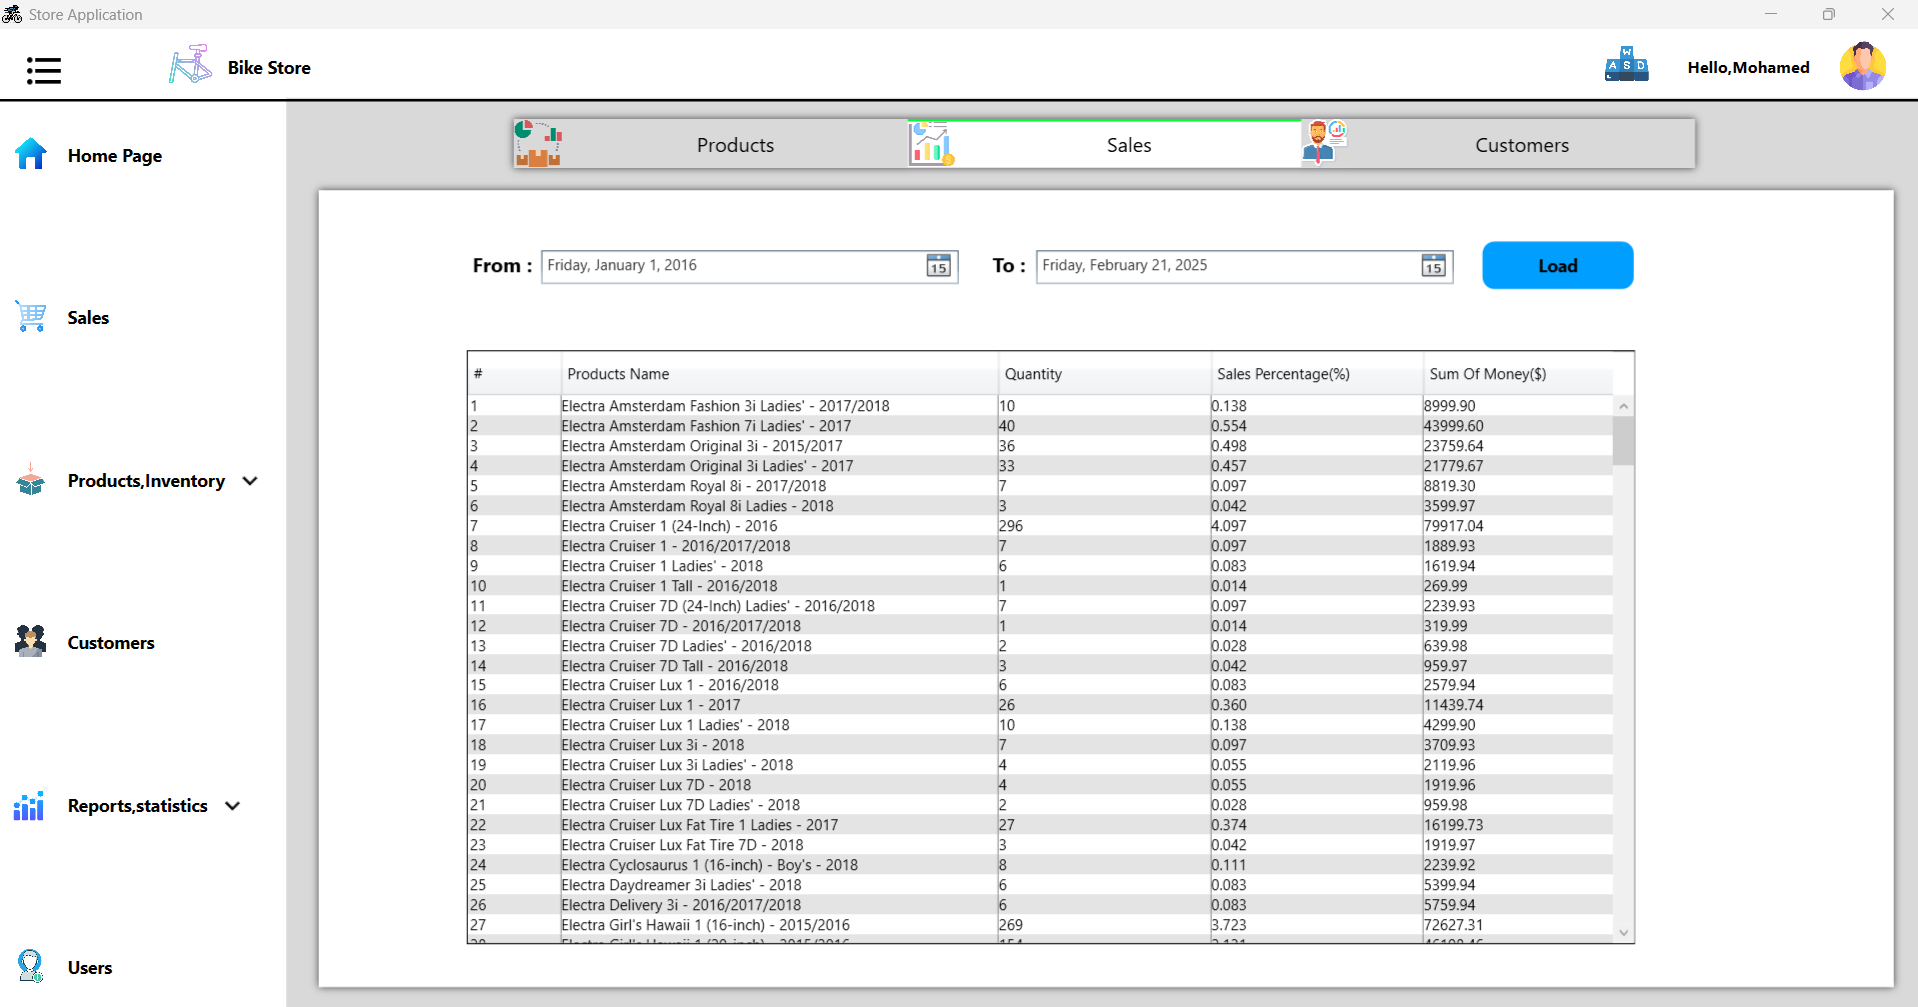 Store Application
Bike Store
W
A S D
Hello,Mohamed
Home Page
Sales
Products,Inventory
Customers
Reports,statistics
Users
Products Sales Customers
From : Friday, January 1, 2016 15 To : Friday, February 21, 2025 15 Load
# Products Name Quantity Sales Percentage(%) Sum Of Money($)
1 Electra Amsterdam Fashion 3i Ladies' - 2017/2018 10 0.138 8999.90
2 Electra Amsterdam Fashion 7i Ladies' - 2017 40 0.554 43999.60
3 Electra Amsterdam Original 3i - 2015/2017 36 0.498 23759.64
4 Electra Amsterdam Original 3i Ladies' - 2017 33 0.457 21779.67
5 Electra Amsterdam Royal 8i - 2017/2018 7 0.097 8819.30
6 Electra Amsterdam Royal 8i Ladies - 2018 3 0.042 3599.97
7 Electra Cruiser 1 (24-Inch) - 2016 296 4.097 79917.04
8 Electra Cruiser 1 - 2016/2017/2018 7 0.097 1889.93
9 Electra Cruiser 1 Ladies' - 2018 6 0.083 1619.94
10 Electra Cruiser 1 Tall - 2016/2018 1 0.014 269.99
11 Electra Cruiser 7D (24-Inch) Ladies' - 2016/2018 7 0.097 2239.93
12 Electra Cruiser 7D - 2016/2017/2018 1 0.014 319.99
13 Electra Cruiser 7D Ladies' - 2016/2018 2 0.028 639.98
14 Electra Cruiser 7D Tall - 2016/2018 3 0.042 959.97
15 Electra Cruiser Lux 1 - 2016/2018 6 0.083 2579.94
16 Electra Cruiser Lux 1 - 2017 26 0.360 11439.74
17 Electra Cruiser Lux 1 Ladies' - 2018 10 0.138 4299.90
18 Electra Cruiser Lux 3i - 2018 7 0.097 3709.93
19 Electra Cruiser Lux 3i Ladies' - 2018 4 0.055 2119.96
20 Electra Cruiser Lux 7D - 2018 4 0.055 1919.96
21 Electra Cruiser Lux 7D Ladies' - 2018 2 0.028 959.98
22 Electra Cruiser Lux Fat Tire 1 Ladies - 2017 27 0.374 16199.73
23 Electra Cruiser Lux Fat Tire 7D - 2018 3 0.042 1919.97
24 Electra Cyclosaurus 1 (16-inch) - Boy's - 2018 8 0.111 2239.92
25 Electra Daydreamer 3i Ladies' - 2018 6 0.083 5399.94
26 Electra Delivery 3i - 2016/2017/2018 6 0.083 5759.94
27 Electra Girl's Hawaii 1 (16-inch) - 2015/2016 269 3.723 72627.31